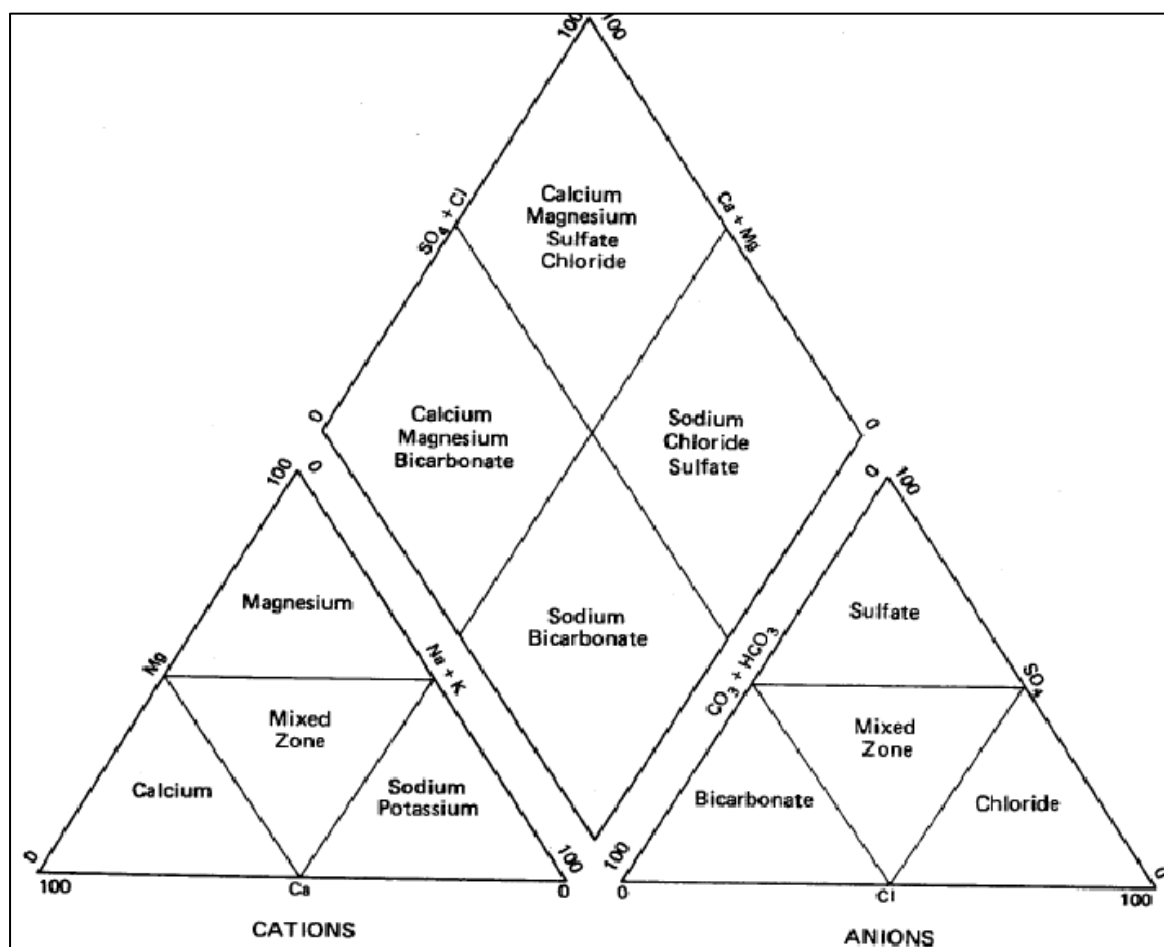 100 100
Calcium
Magnesium
Sulfate
Chloride
SO₄ + Cl
Ca + Mg
Calcium
Magnesium
Bicarbonate
Sodium
Chloride
Sulfate
0
0
Sodium
Bicarbonate
100 0
Magnesium
Mg
Na + K
Mixed
Zone
Calcium
Sodium
Potassium
0
100
Ca
100
0
CATIONS
0 100
Sulfate
CO₃ + HCO₃
SO₄
Mixed
Zone
Bicarbonate
Chloride
100
0
Cl
0
100
ANIONS